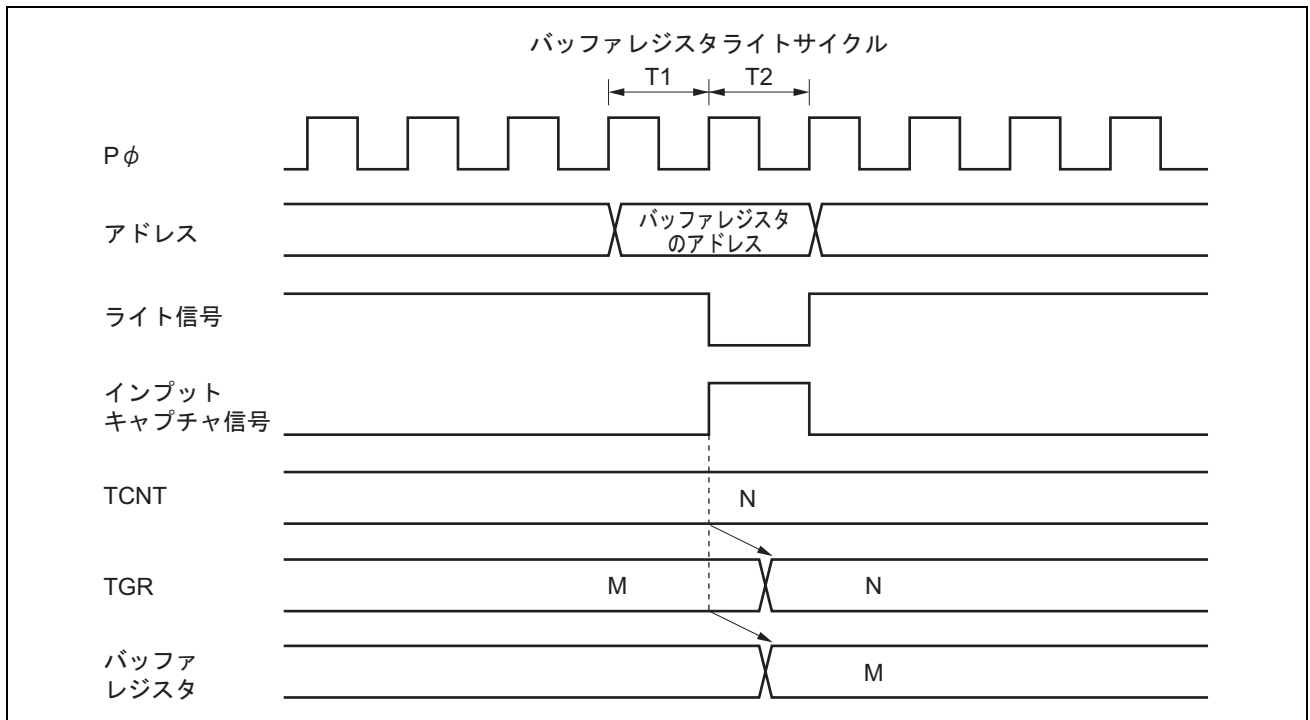 バッファレジスタライトサイクル
T1 T2
Pφ
アドレス
バッファレジスタ
のアドレス
ライト信号
インプット
キャプチャ信号
TCNT
N
TGR
M N
バッファ
レジスタ
M